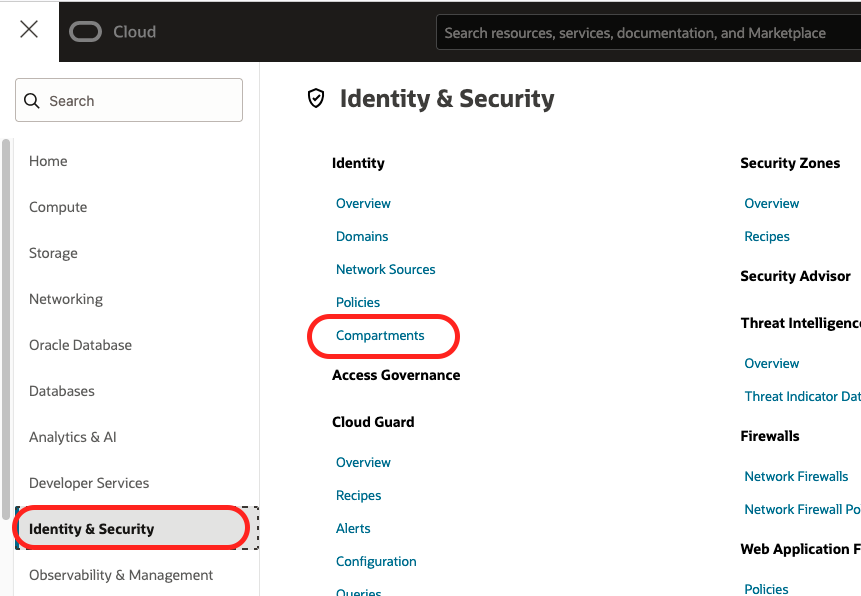 Cloud
Search resources, services, documentation, and Marketplace
Search
Home
Compute
Storage
Networking
Oracle Database
Databases
Analytics & AI
Developer Services
Identity & Security
Observability & Management
Identity & Security
Identity
Overview
Domains
Network Sources
Policies
Compartments
Access Governance
Cloud Guard
Overview
Recipes
Alerts
Configuration
Queries
Security Zones
Overview
Recipes
Security Advisor
Threat Intelligenc
Overview
Threat Indicator Dat
Firewalls
Network Firewalls
Network Firewall Po
Web Application F
Policies